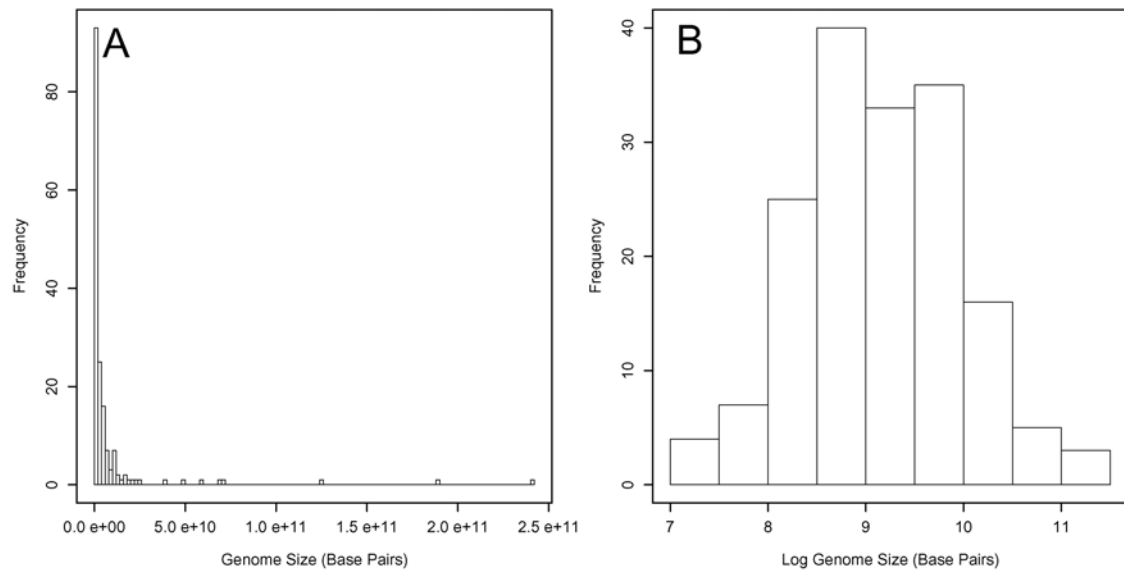 A
80
60
40
20
0
Frequency
0.0 e+00 5.0 e+10 1.0 e+11 1.5 e+11 2.0 e+11 2.5 e+11
Genome Size (Base Pairs)
B
40
30
20
10
0
Frequency
7 8 9 10 11
Log Genome Size (Base Pairs)